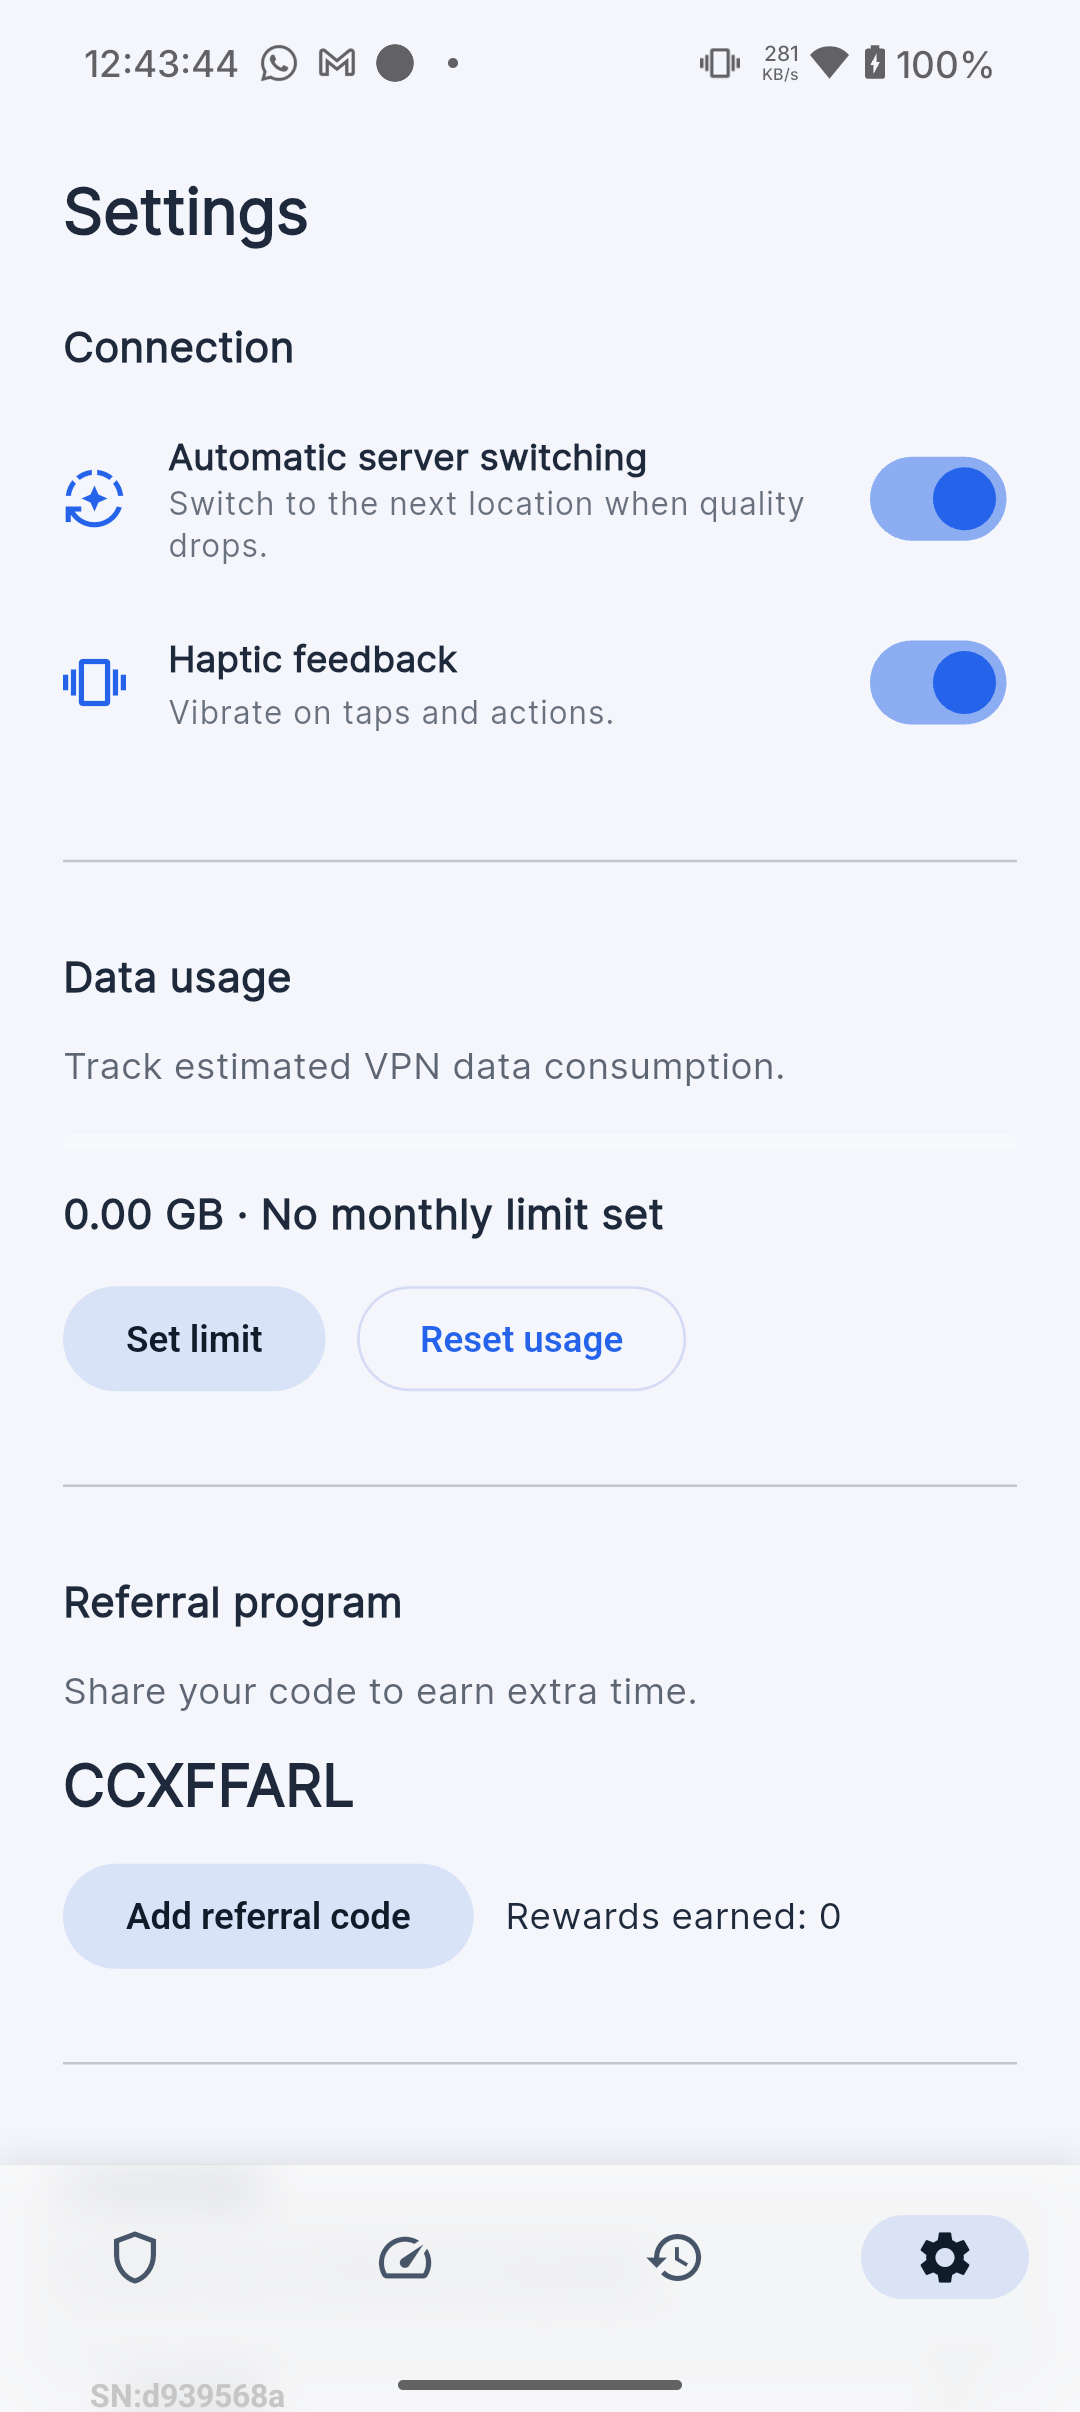 12:43:44
281
KB/s
100%
Settings
Connection
Automatic server switching
Switch to the next location when quality
drops.
Haptic feedback
Vibrate on taps and actions.
Data usage
Track estimated VPN data consumption.
0.00 GB · No monthly limit set
Set limit
Reset usage
Referral program
Share your code to earn extra time.
CCXFFARL
Add referral code
Rewards earned: 0
SN:d939568a